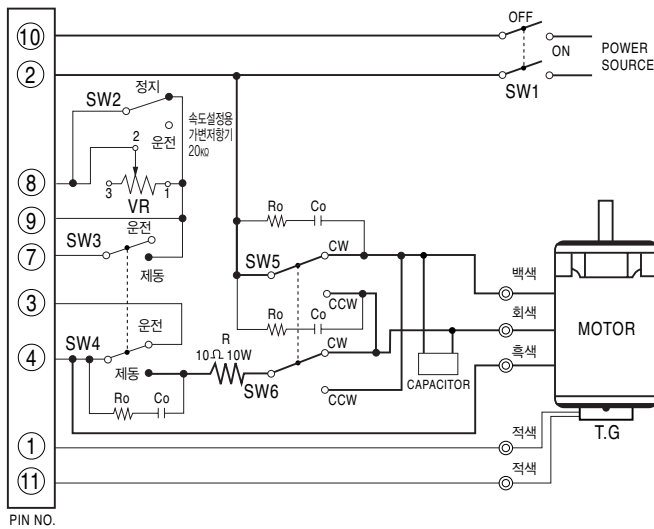 OFF
10
ON
POWER
SOURCE
2
SW1
정지
SW2
속도설정용
가변저항기
20KΩ
운전
2
8
3
1
VR
Ro
Co
9
운전
SW3
CW
7
SW5
제동
백색
CCW
3
운전
Ro
Co
회색
MOTOR
SW4
R
CW
10Ω 10W
흑색
4
제동
SW6
CAPACITOR
CCW
Ro
Co
적색
T.G
1
적색
11
PIN NO.